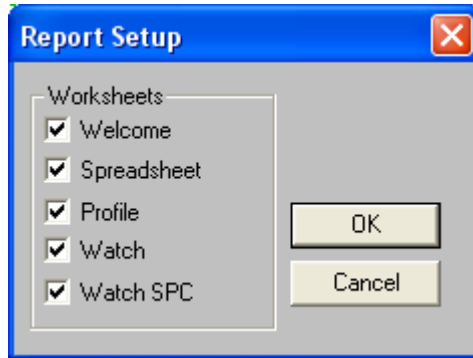 Report Setup
Worksheets
Welcome
Spreadsheet
Profile
Watch
Watch SPC
OK
Cancel